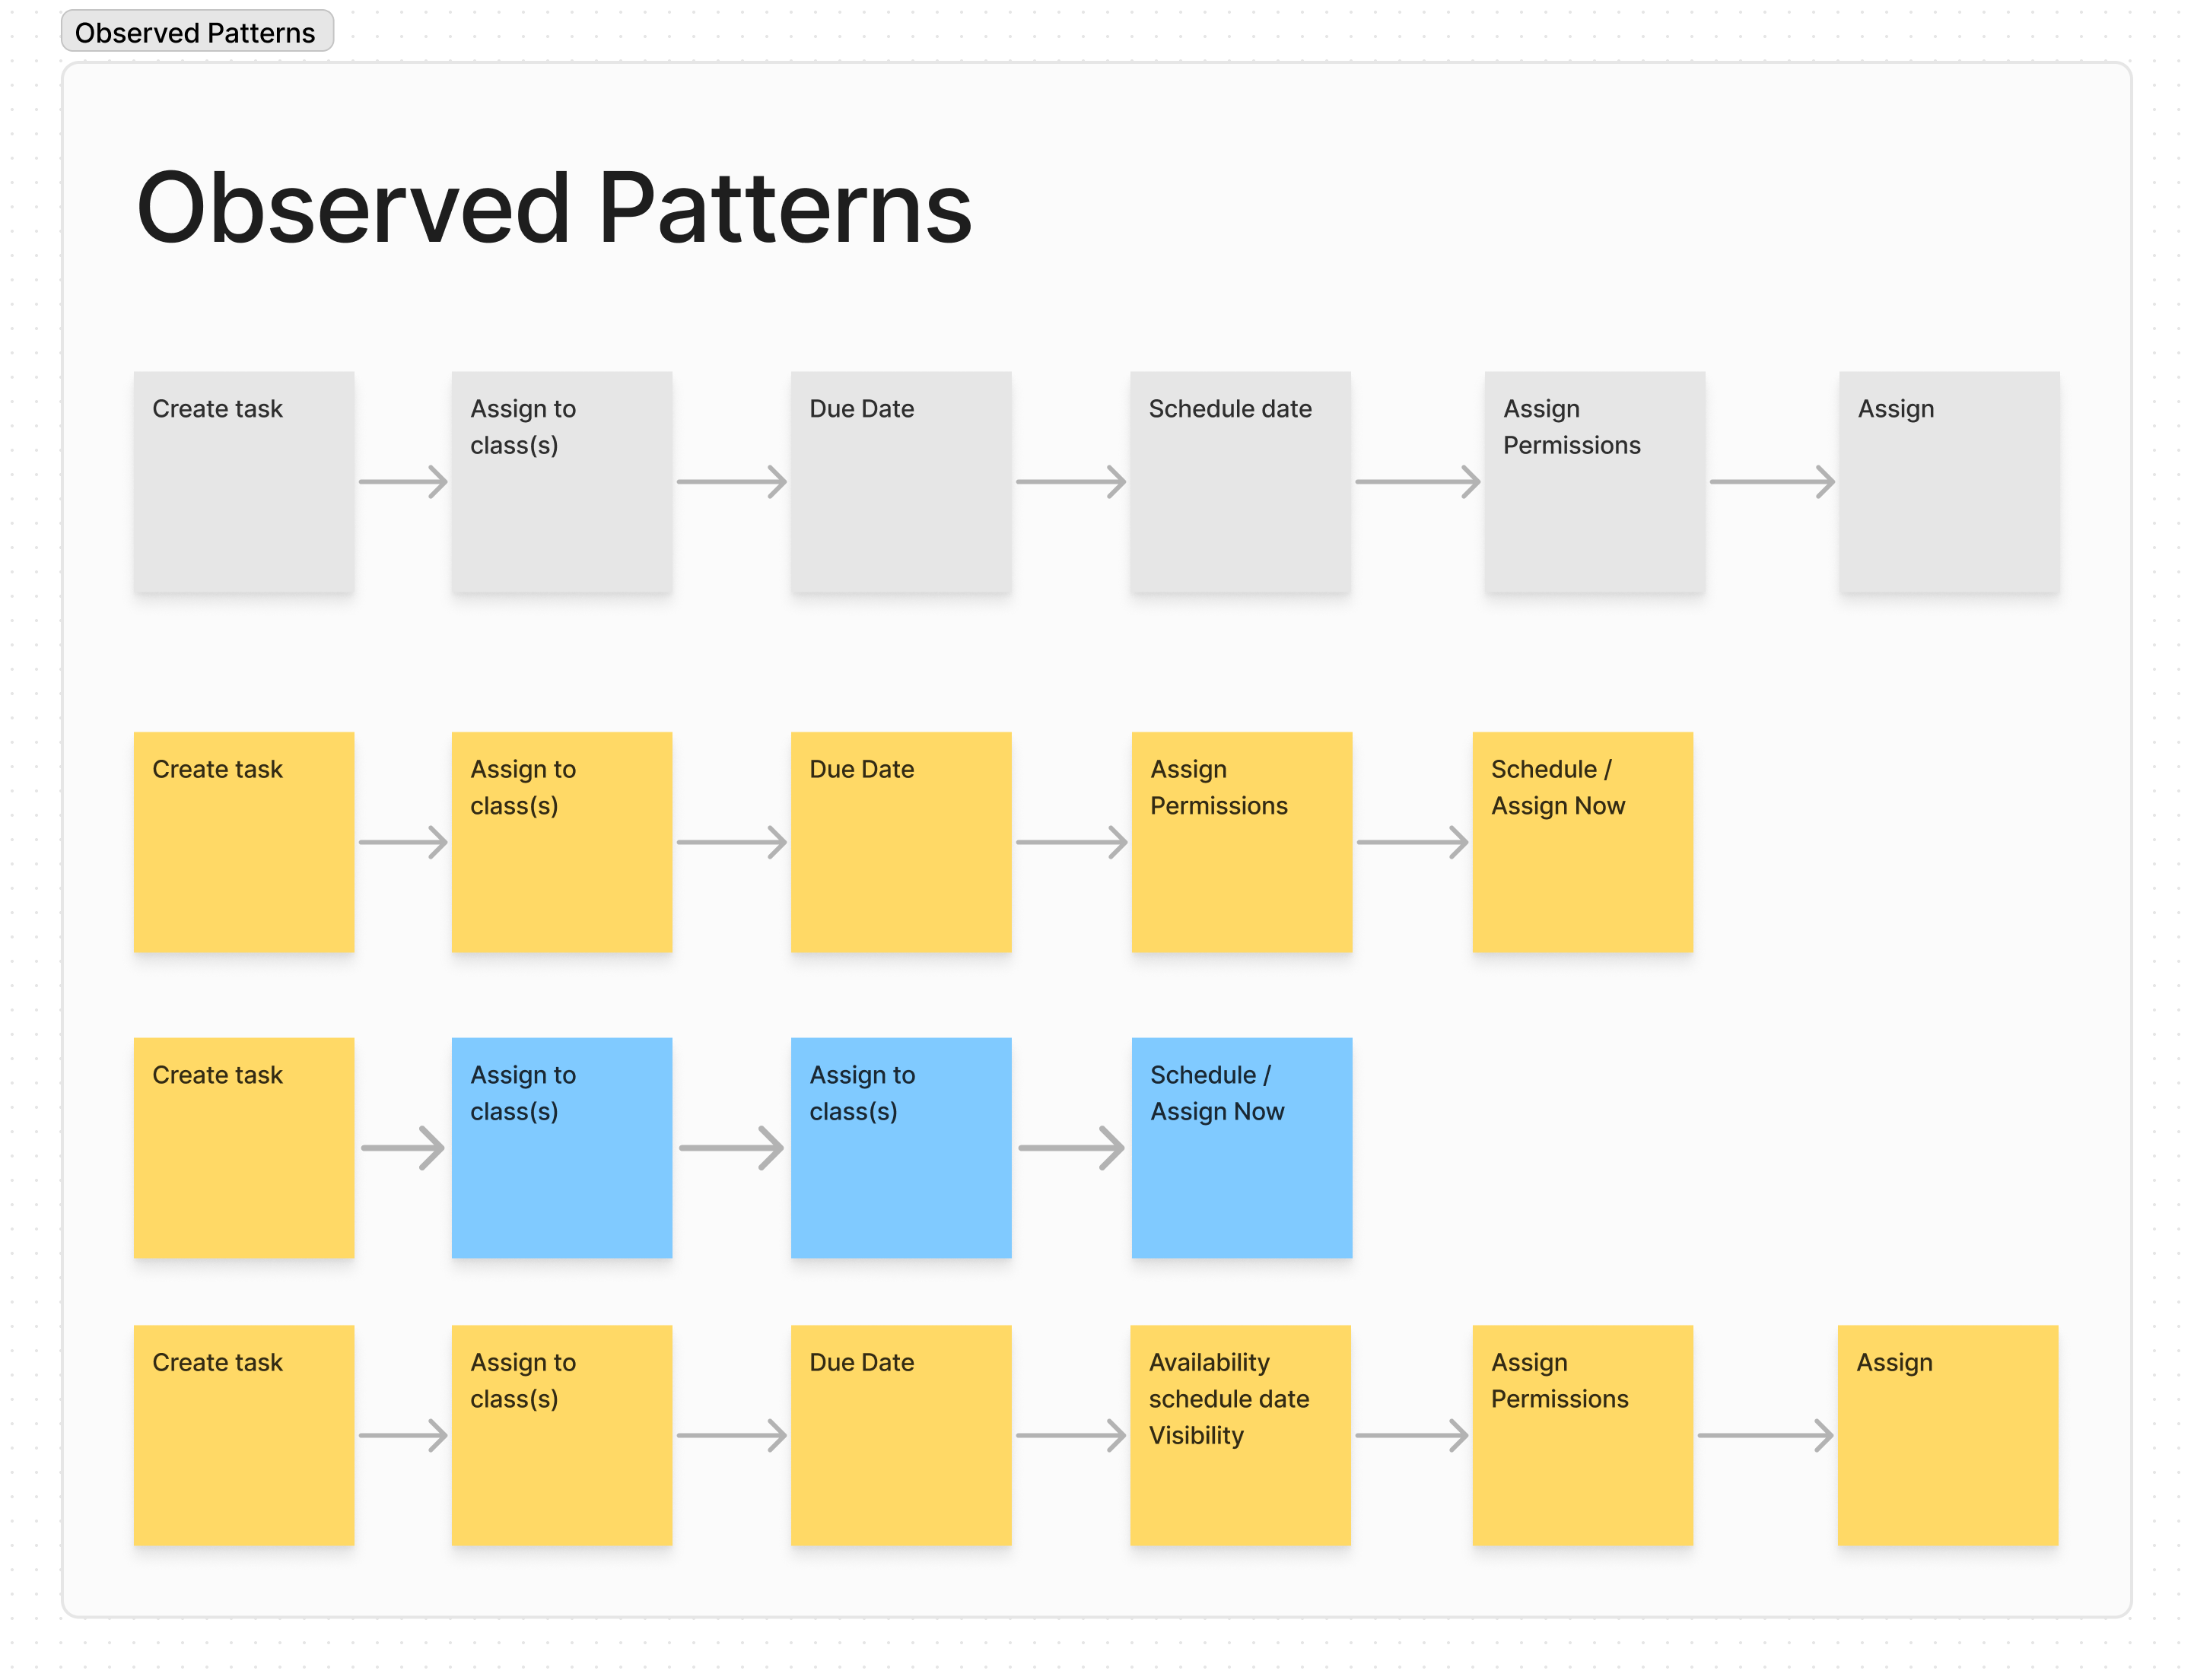 Observed Patterns
Observed Patterns
Create task
Assign to
class(s)
Due Date
Schedule date
Assign
Permissions
Assign
Create task
Assign to
class(s)
Due Date
Assign
Permissions
Schedule /
Assign Now
Create task
Assign to
class(s)
Assign to
class(s)
Schedule /
Assign Now
Create task
Assign to
class(s)
Due Date
Availability
schedule date
Visibility
Assign
Permissions
Assign